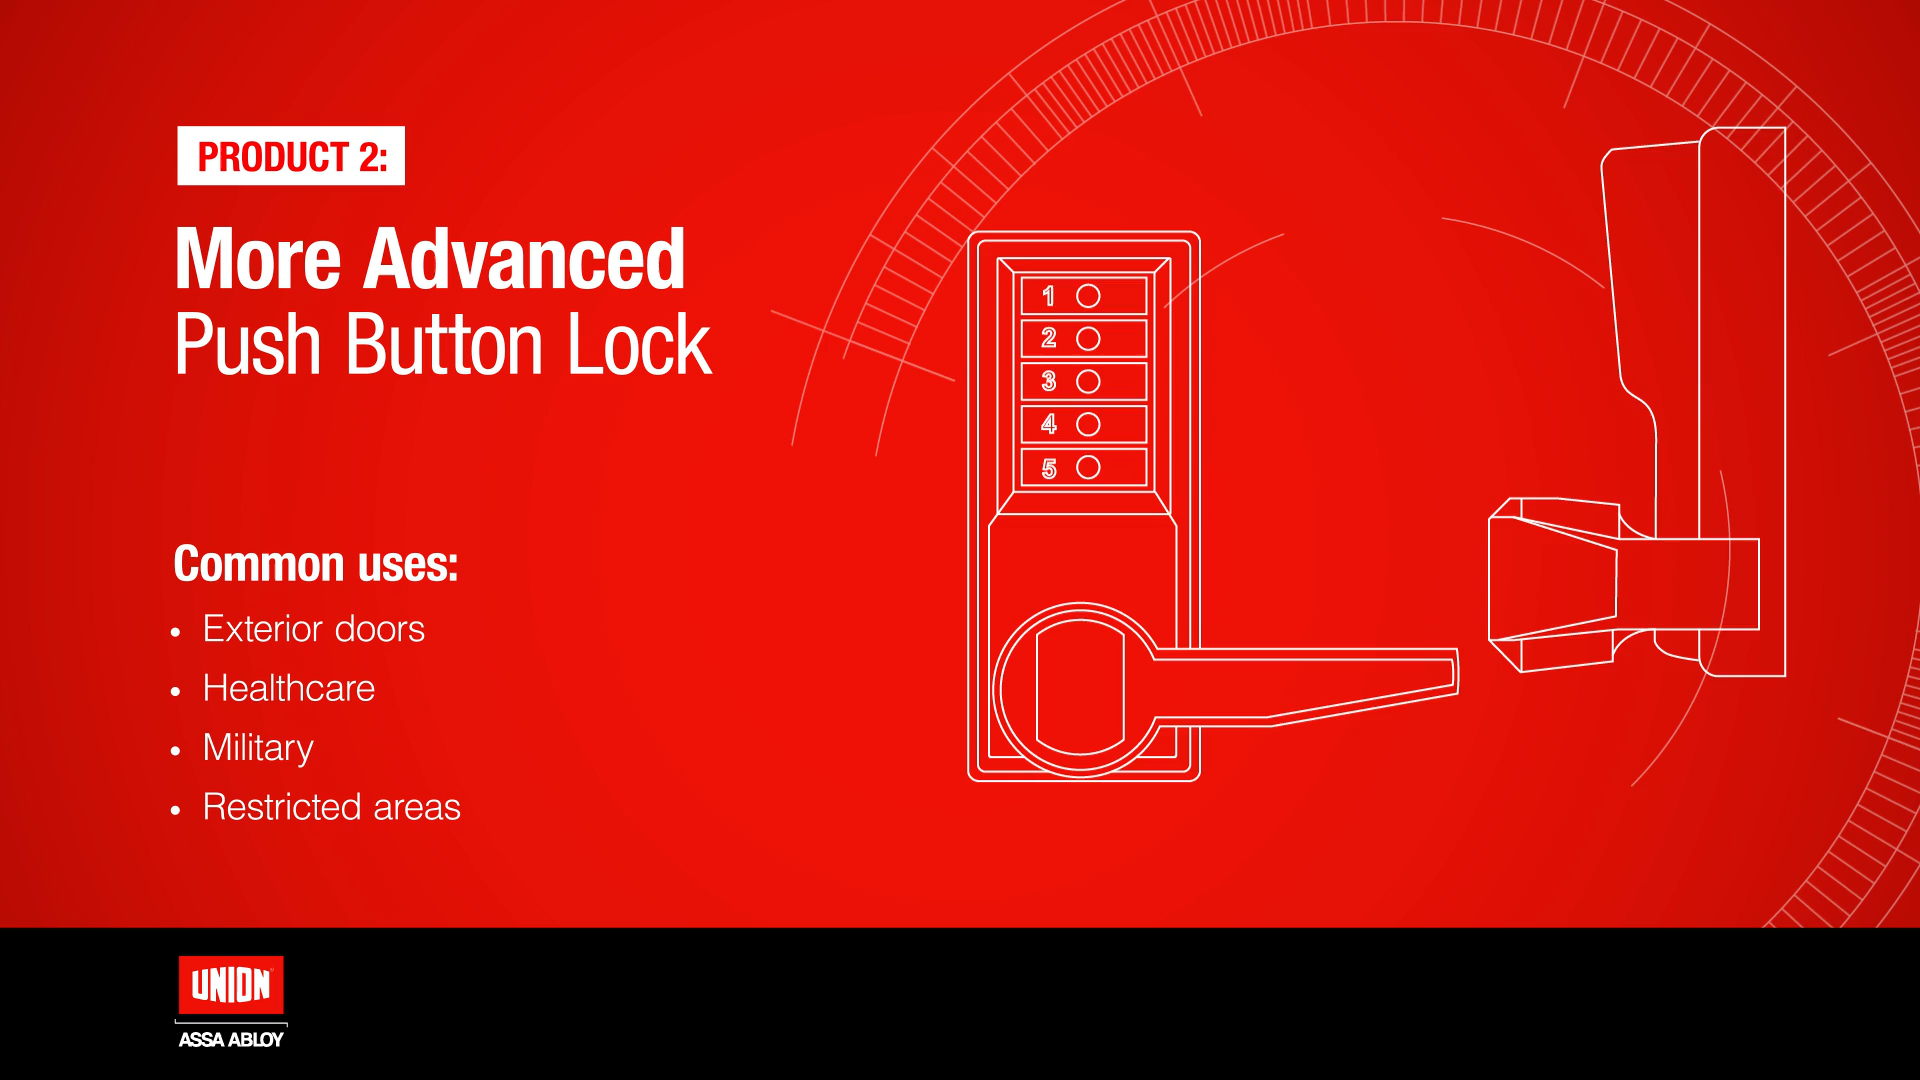 PRODUCT 2:
More Advanced
Push Button Lock
Common uses:
• Exterior doors
• Healthcare
• Military
• Restricted areas
1
2
3
4
5
UNION
ASSA ABLOY